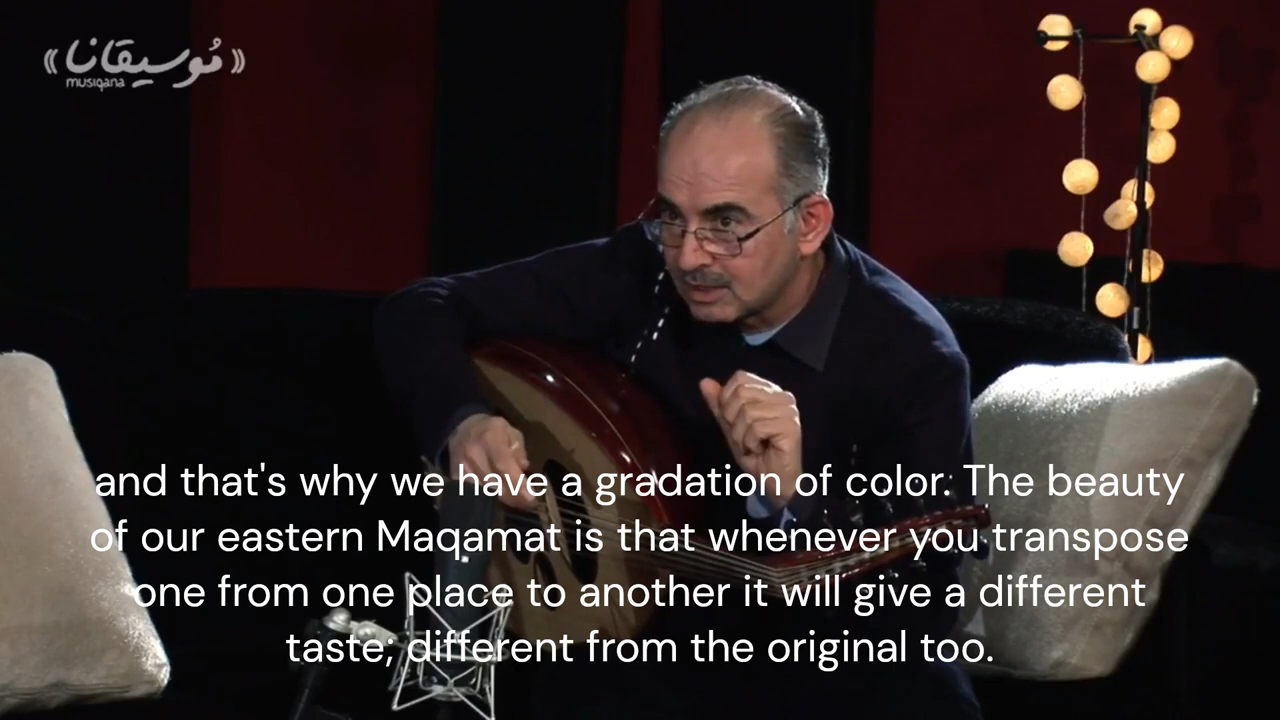 مُوسيقانا
musiqana
and that's why we have a gradation of color. The beauty
of our eastern Maqamat is that whenever you transpose
one from one place to another it will give a different
taste; different from the original too.